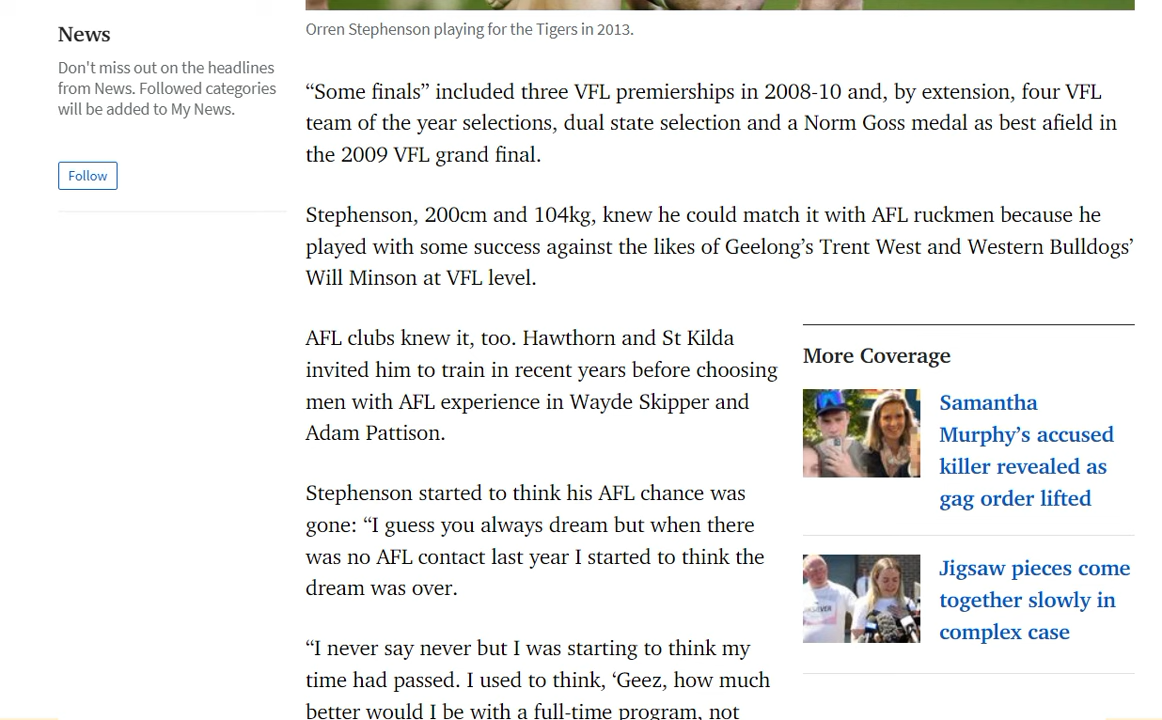 News
Don't miss out on the headlines
from News. Followed categories
will be added to My News.
Follow
Orren Stephenson playing for the Tigers in 2013.
“Some finals” included three VFL premierships in 2008-10 and, by extension, four VFL
team of the year selections, dual state selection and a Norm Goss medal as best afield in
the 2009 VFL grand final.
Stephenson, 200cm and 104kg, knew he could match it with AFL ruckmen because he
played with some success against the likes of Geelong’s Trent West and Western Bulldogs’
Will Minson at VFL level.
AFL clubs knew it, too. Hawthorn and St Kilda
invited him to train in recent years before choosing
men with AFL experience in Wayde Skipper and
Adam Pattison.
Stephenson started to think his AFL chance was
gone: “I guess you always dream but when there
was no AFL contact last year I started to think the
dream was over.
“I never say never but I was starting to think my
time had passed. I used to think, ‘Geez, how much
better would I be with a full-time program, not
More Coverage
Samantha
Murphy’s accused
killer revealed as
gag order lifted
Jigsaw pieces come
together slowly in
complex case